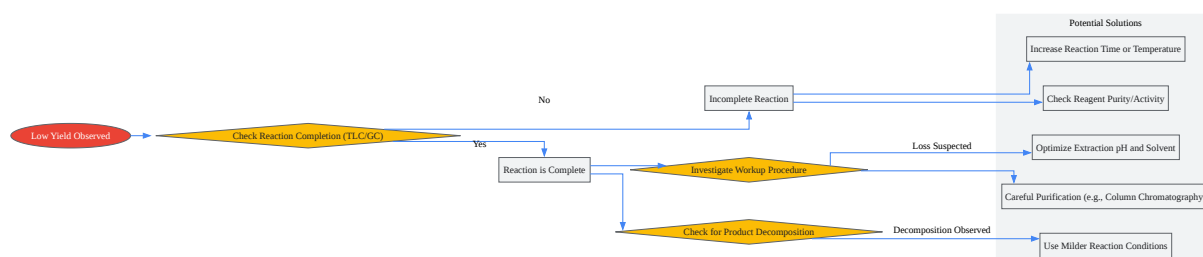 Potential Solutions
Increase Reaction Time or Temperature
No
Incomplete Reaction
Check Reagent Purity/Activity
Low Yield Observed
Check Reaction Completion (TLC/GC)
Yes
Loss Suspected
Optimize Extraction pH and Solvent
Reaction is Complete
Investigate Workup Procedure
Careful Purification (e.g., Column Chromatography
Check for Product Decomposition
Decomposition Observed
Use Milder Reaction Conditions